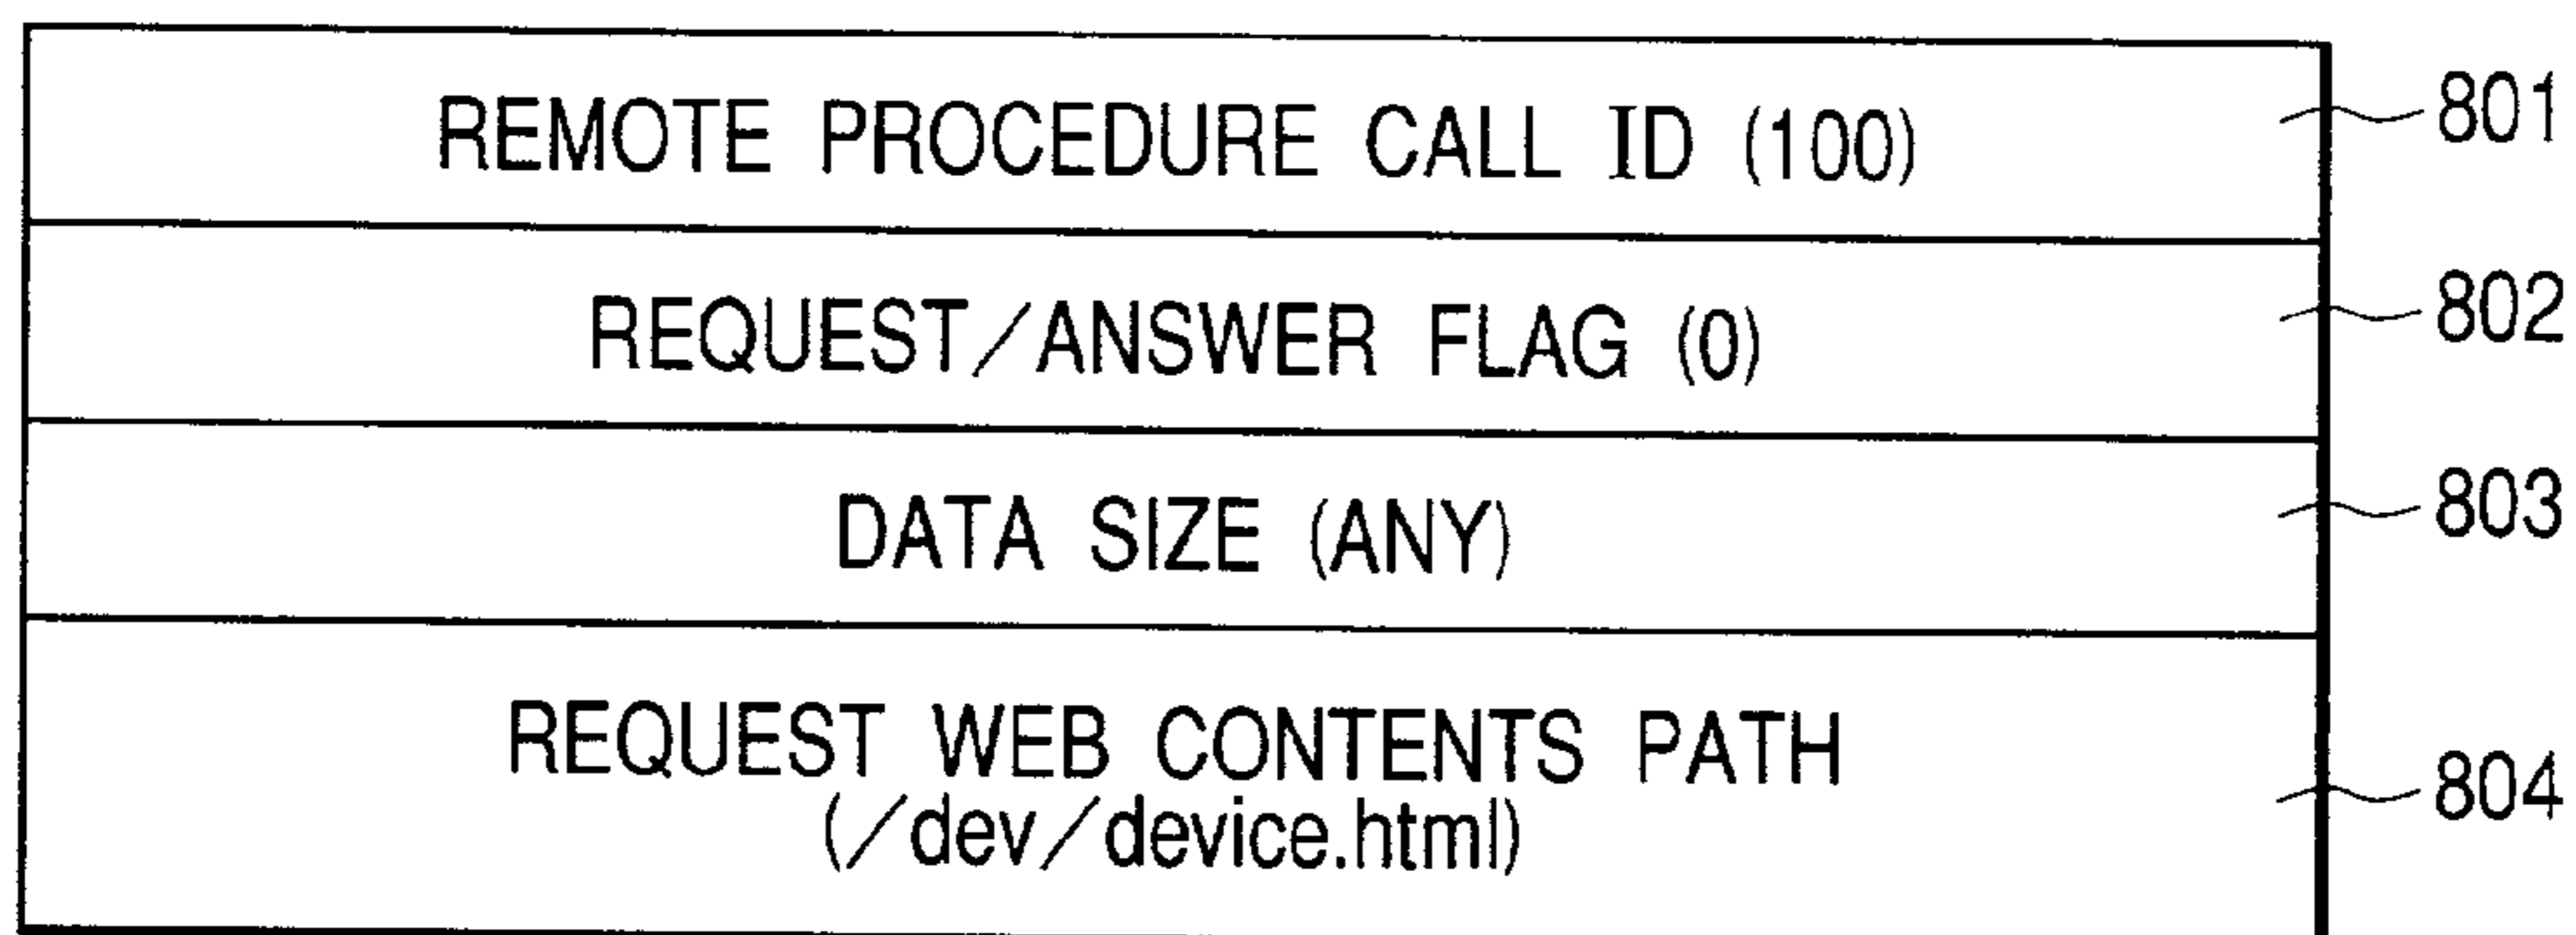 REMOTE PROCEDURE CALL ID (100) 801
REQUEST/ANSWER FLAG (0) 802
DATA SIZE (ANY) 803
REQUEST WEB CONTENTS PATH
(/dev/device.html) 804